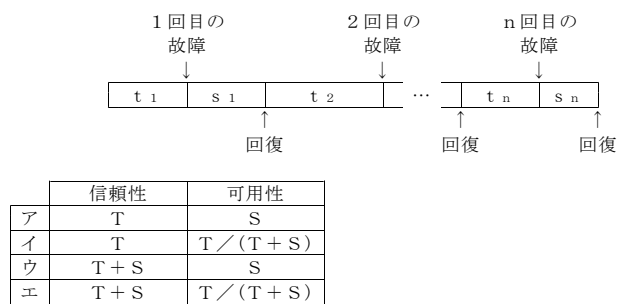 １回目の ２回目の ｎ回目の
故障 故障 故障
↓ ↓ ↓
ｔ１ ｓ１ ｔ２ … ｔｎ ｓｎ
↑ ↑ ↑
回復 回復 回復
信頼性 可用性
ア Ｔ Ｓ
イ Ｔ Ｔ／(Ｔ＋Ｓ)
ウ Ｔ＋Ｓ Ｓ
エ Ｔ＋Ｓ Ｔ／(Ｔ＋Ｓ)